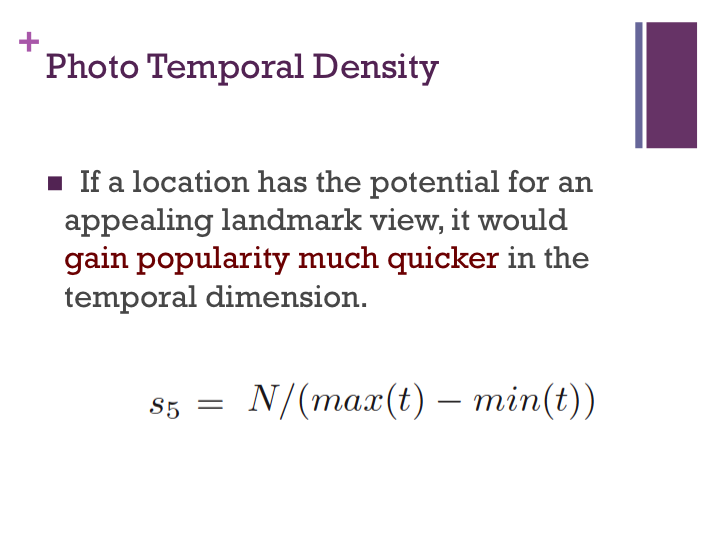 +
Photo Temporal Density
■ If a location has the potential for an
appealing landmark view, it would
gain popularity much quicker in the
temporal dimension.
s₅ = N/(max(t) − min(t))